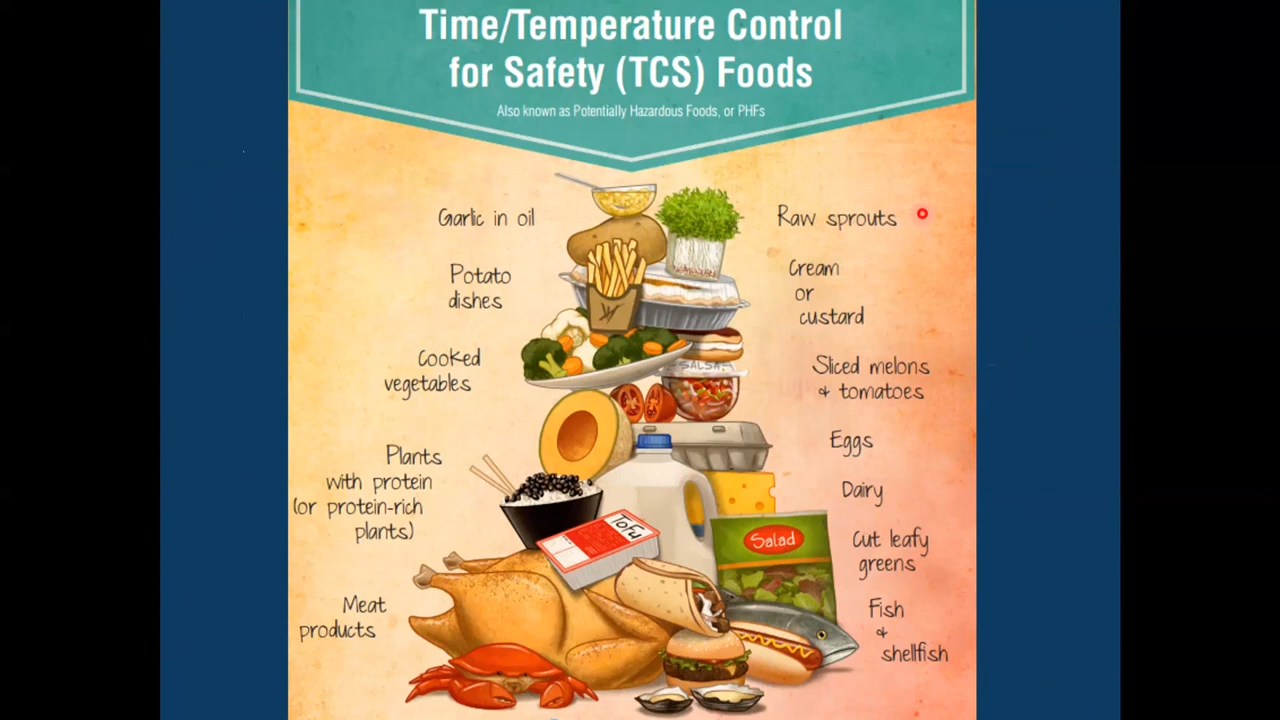 Time/Temperature Control
for Safety (TCS) Foods
Also known as Potentially Hazardous Foods, or PHFs
Garlic in oil
Raw sprouts
Potato
dishes
Cream
or
custard
Cooked
vegetables
SALSA
Sliced melons
& tomatoes
Eggs
Plants
with protein
(or protein-rich
plants)
Dairy
Tofu
Salad
Cut leafy
greens
Meat
products
Fish
&
shellfish